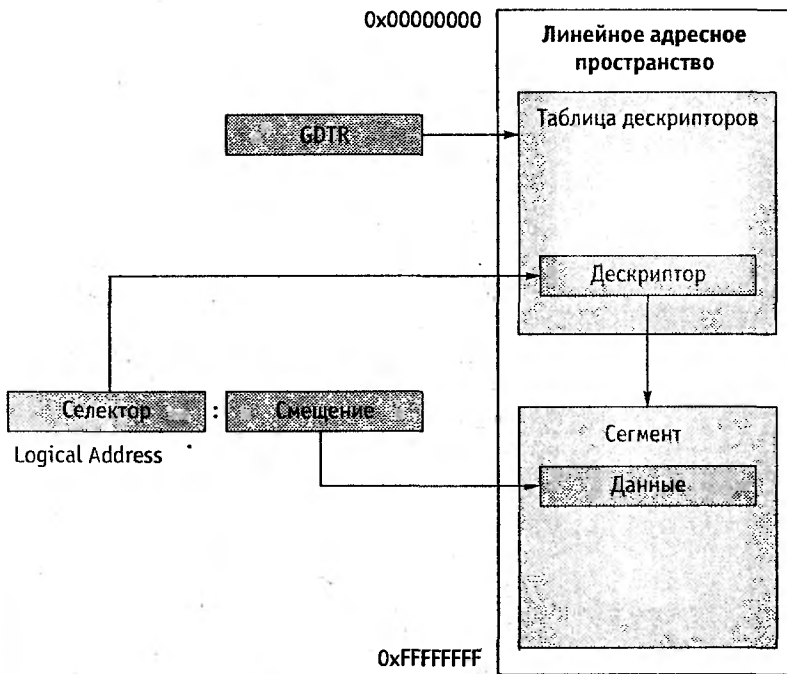 0x00000000
Линейное адресное
пространство
Таблица дескрипторов
GDTR
Дескриптор
Селектор : Смещение
Logical Address
Сегмент
Данные
0xFFFFFFFF